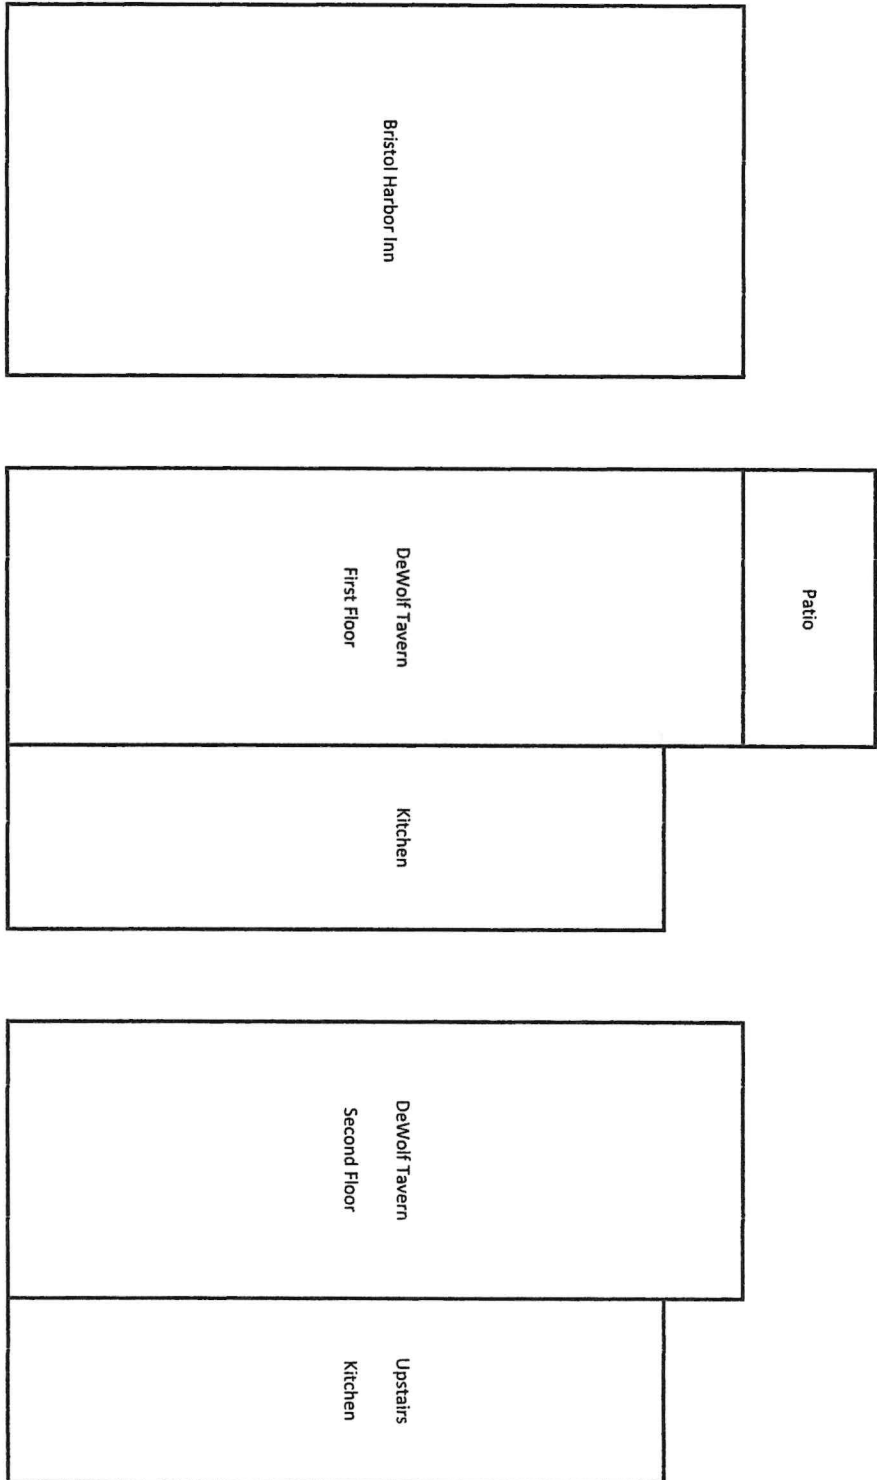 Bristol Harbor Inn
Patio
DeWolf Tavern
First Floor
Kitchen
DeWolf Tavern
Second Floor
Upstairs
Kitchen